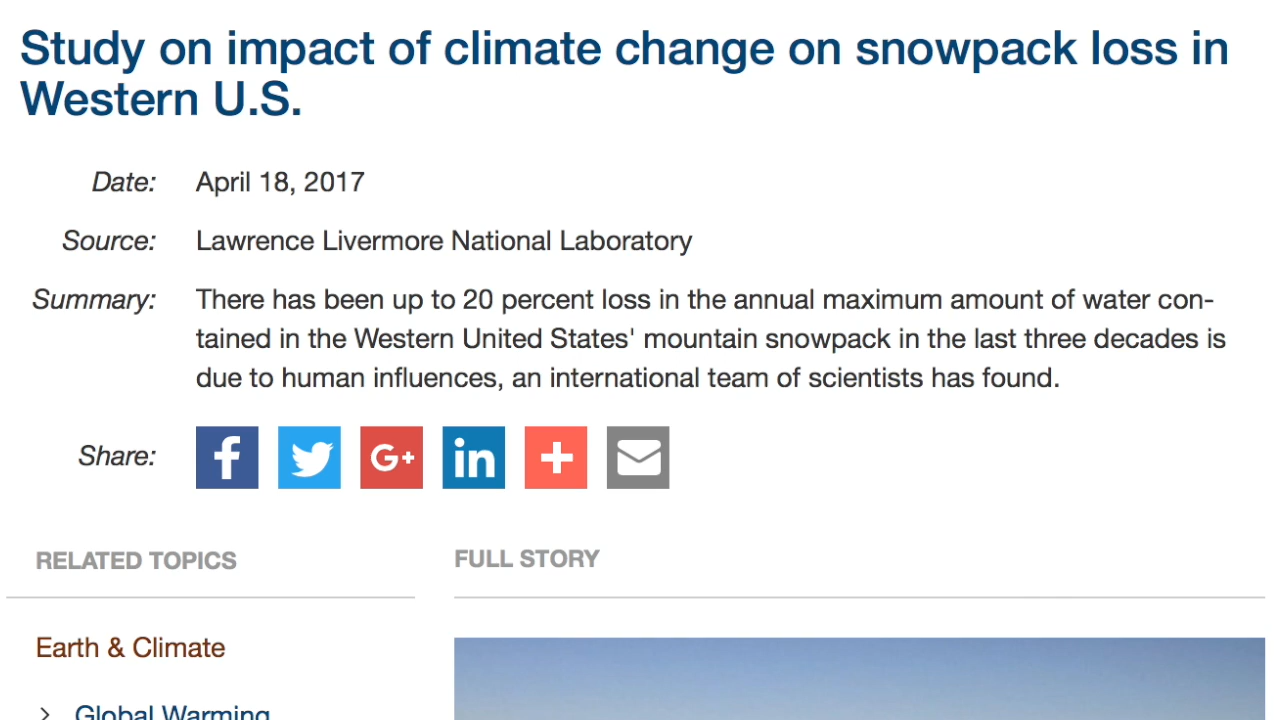 Study on impact of climate change on snowpack loss in
Western U.S.
Date: April 18, 2017
Source: Lawrence Livermore National Laboratory
Summary: There has been up to 20 percent loss in the annual maximum amount of water con-
tained in the Western United States' mountain snowpack in the last three decades is
due to human influences, an international team of scientists has found.
Share: f G+ in +
RELATED TOPICS
FULL STORY
Earth & Climate
> Global Warming